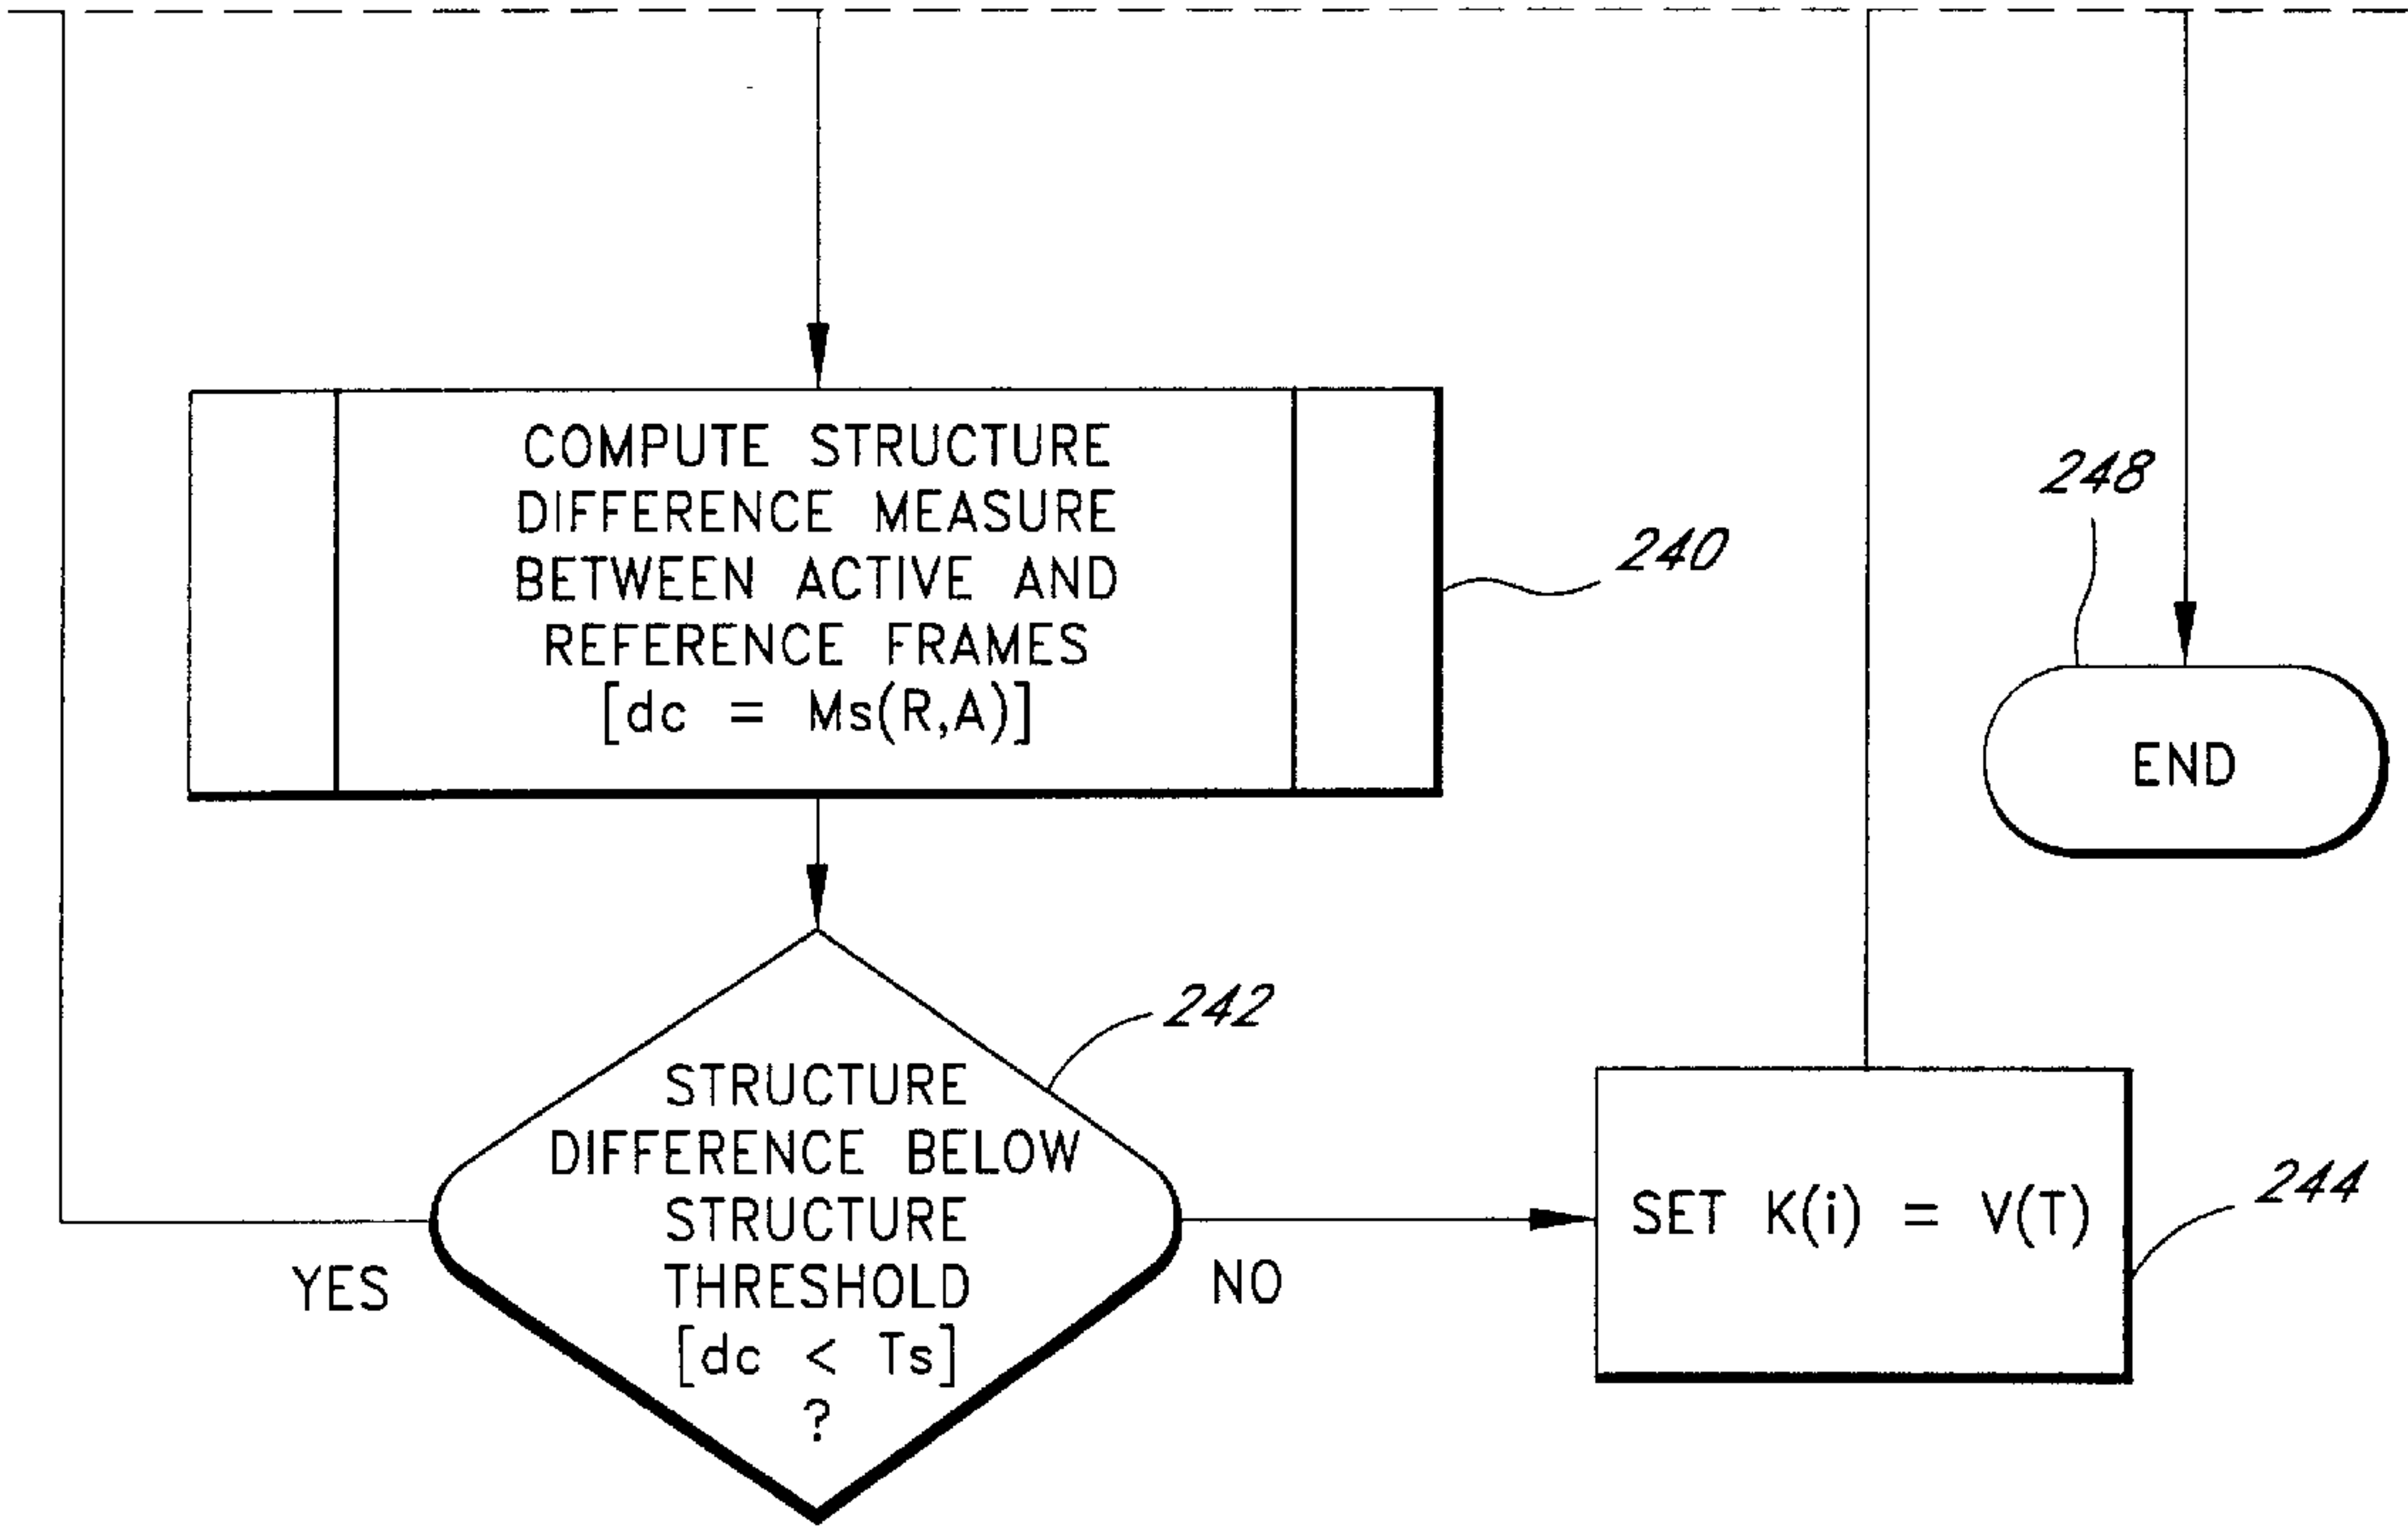 COMPUTE STRUCTURE
DIFFERENCE MEASURE
BETWEEN ACTIVE AND
REFERENCE FRAMES
[dc = Ms(R,A)]
240
248
END
242
STRUCTURE
DIFFERENCE BELOW
STRUCTURE
THRESHOLD
[dc < Ts]
?
YES
NO
SET K(i) = V(T)
244